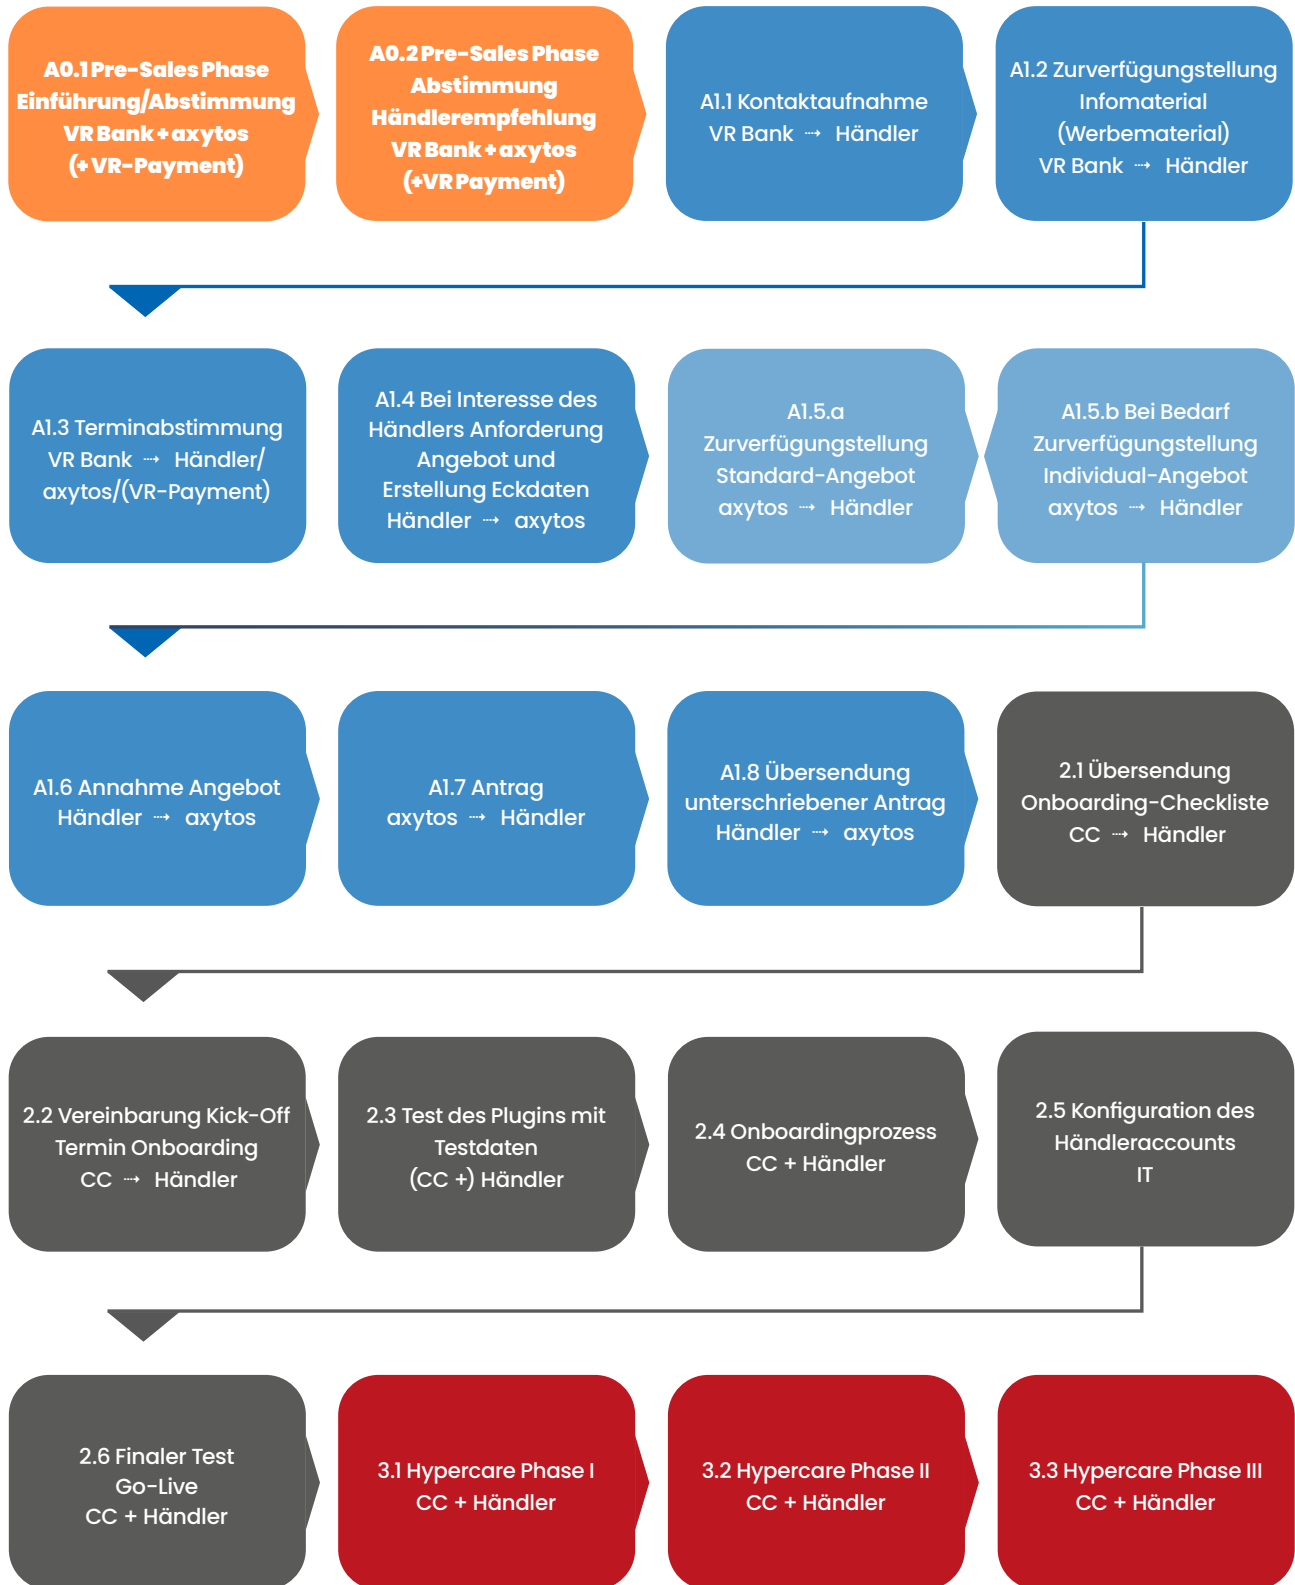 A0.1 Pre-Sales Phase
Einführung/Abstimmung
VR Bank + axytos
(+ VR-Payment)
A0.2 Pre-Sales Phase
Abstimmung
Händlerempfehlung
VR Bank + axytos
(+VR Payment)
A1.1 Kontaktaufnahme
VR Bank ⤑ Händler
A1.2 Zurverfügungstellung
Infomaterial
(Werbematerial)
VR Bank ⤑ Händler
A1.3 Terminabstimmung
VR Bank ⤑ Händler/
axytos/(VR-Payment)
A1.4 Bei Interesse des
Händlers Anforderung
Angebot und
Erstellung Eckdaten
Händler ⤑ axytos
A1.5.a
Zurverfügungstellung
Standard-Angebot
axytos ⤑ Händler
A1.5.b Bei Bedarf
Zurverfügungstellung
Individual-Angebot
axytos ⤑ Händler
A1.6 Annahme Angebot
Händler ⤑ axytos
A1.7 Antrag
axytos ⤑ Händler
A1.8 Übersendung
unterschriebener Antrag
Händler ⤑ axytos
2.1 Übersendung
Onboarding-Checkliste
CC ⤑ Händler
2.2 Vereinbarung Kick-Off
Termin Onboarding
CC ⤑ Händler
2.3 Test des Plugins mit
Testdaten
(CC +) Händler
2.4 Onboardingprozess
CC + Händler
2.5 Konfiguration des
Händleraccounts
IT
2.6 Finaler Test
Go-Live
CC + Händler
3.1 Hypercare Phase I
CC + Händler
3.2 Hypercare Phase II
CC + Händler
3.3 Hypercare Phase III
CC + Händler